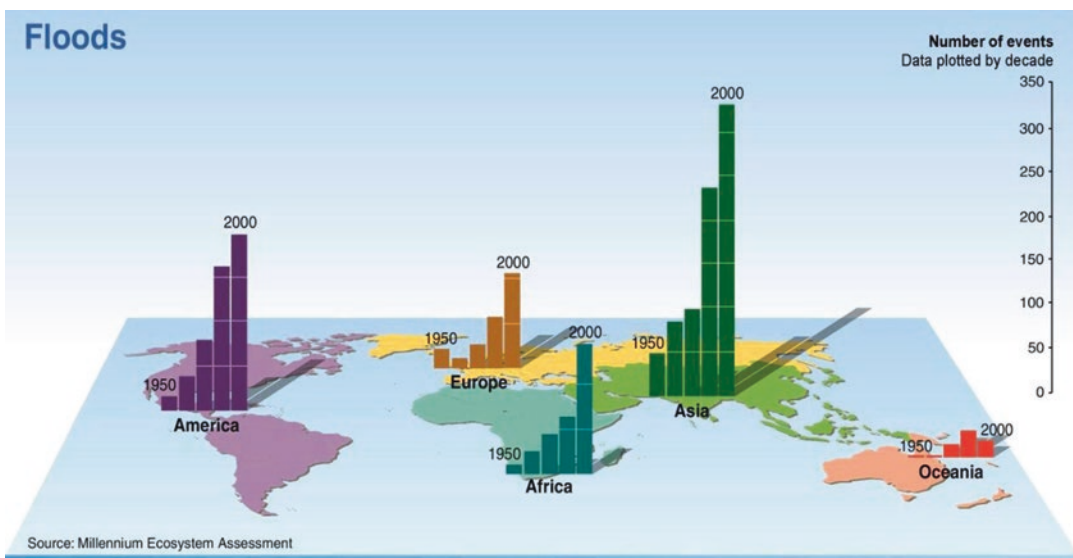 Floods
Number of events
Data plotted by decade
350
300
250
200
150
100
50
0
2000
1950
America
2000
1950
Europe
2000
1950
Africa
2000
1950
Asia
2000
1950
Oceania
Source: Millennium Ecosystem Assessment